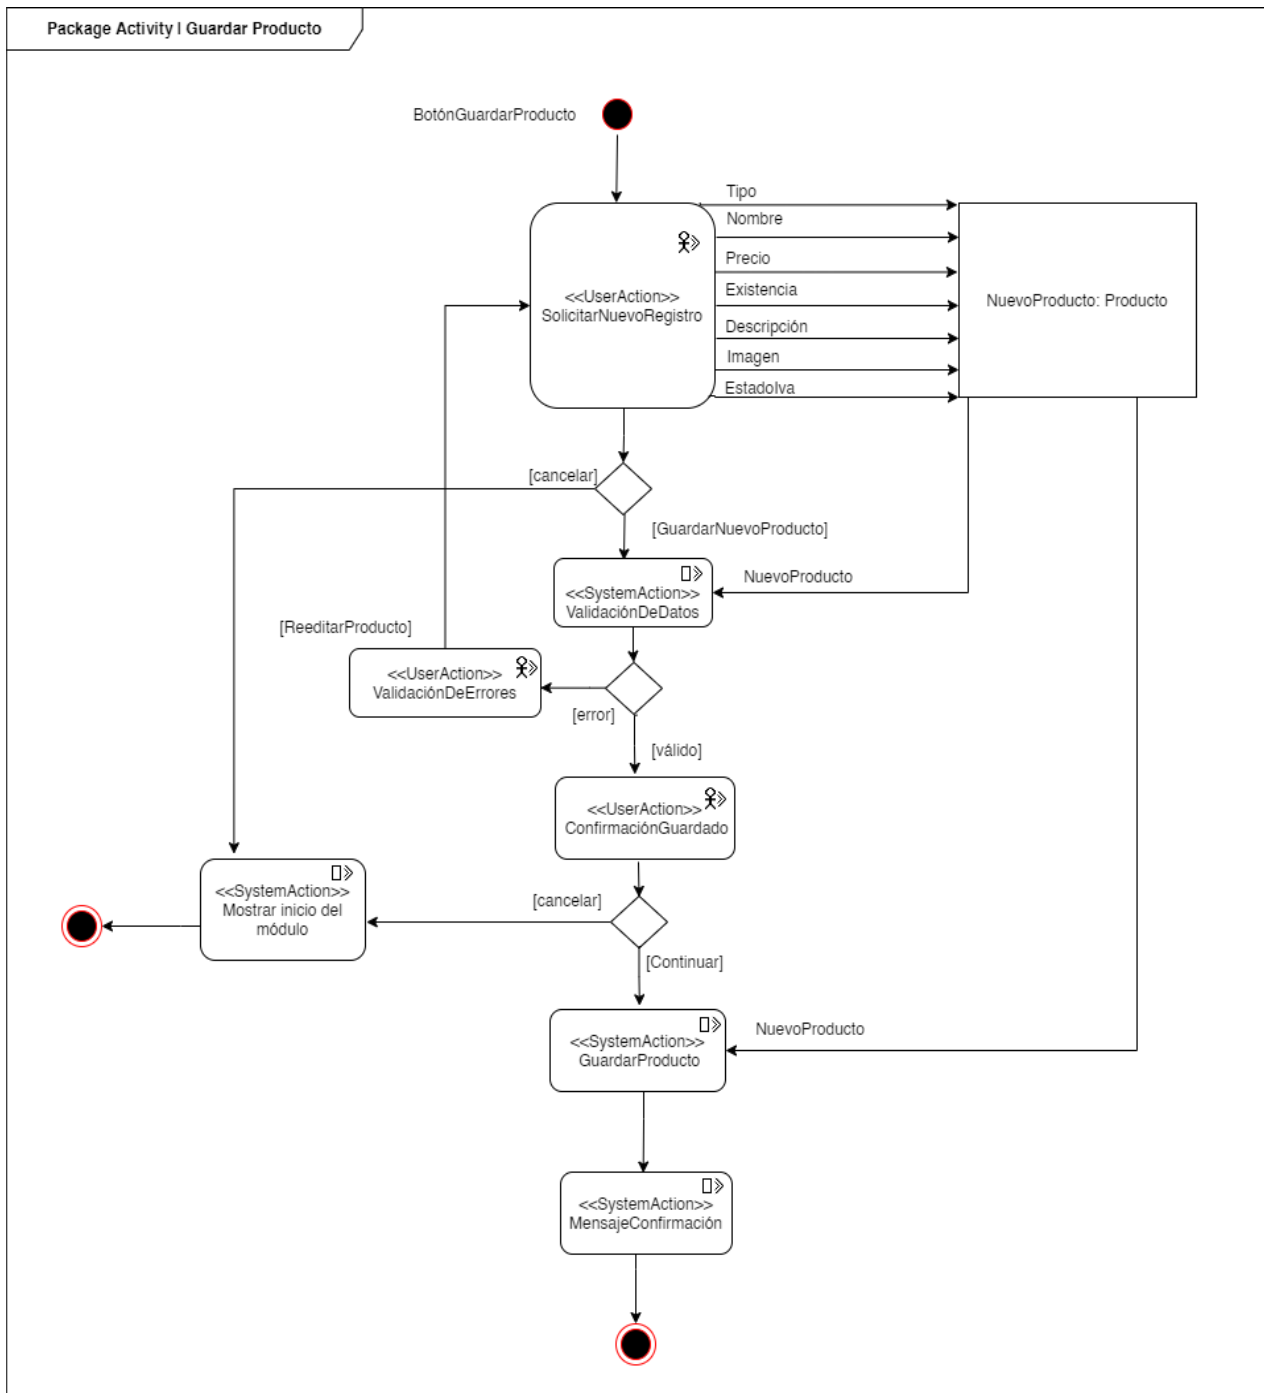 Package Activity | Guardar Producto
BotónGuardarProducto
Tipo
Nombre
Precio
<<UserAction>>
SolicitarNuevoRegistro
Existencia
NuevoProducto: Producto
Descripción
Imagen
EstadoIva
[cancelar]
[GuardarNuevoProducto]
<<SystemAction>>
ValidaciónDeDatos
NuevoProducto
[ReeditarProducto]
<<UserAction>>
ValidaciónDeErrores
[error]
[válido]
<<UserAction>>
ConfirmaciónGuardado
<<SystemAction>>
Mostrar inicio del
módulo
[cancelar]
[Continuar]
<<SystemAction>>
GuardarProducto
NuevoProducto
<<SystemAction>>
MensajeConfirmación